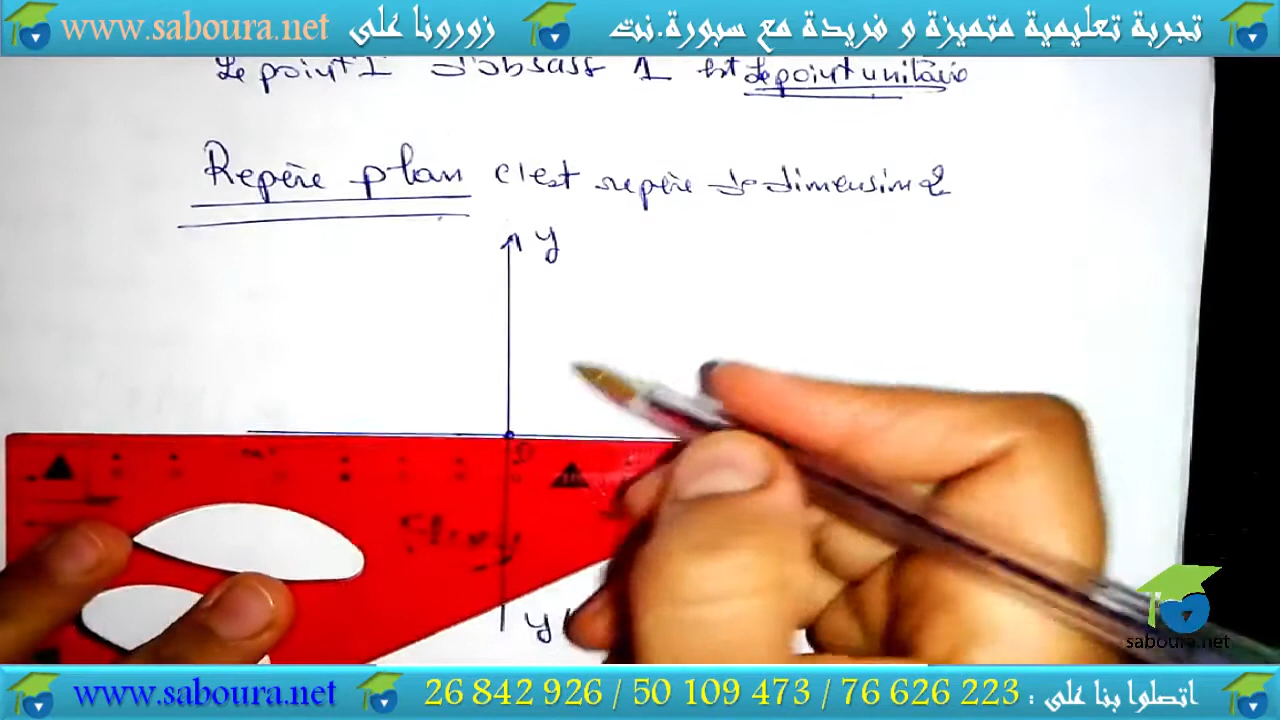 www.saboura.net زورونا على تجربة تعليمية متميزة و فريدة مع سبورة.نت
Le point I d'absass 1 est le point unitaire
Repère plan c'est repère de dimension 2
y
y'
saboura.net
www.saboura.net 26 842 926 / 50 109 473 / 76 626 223 : اتصلوا بنا على